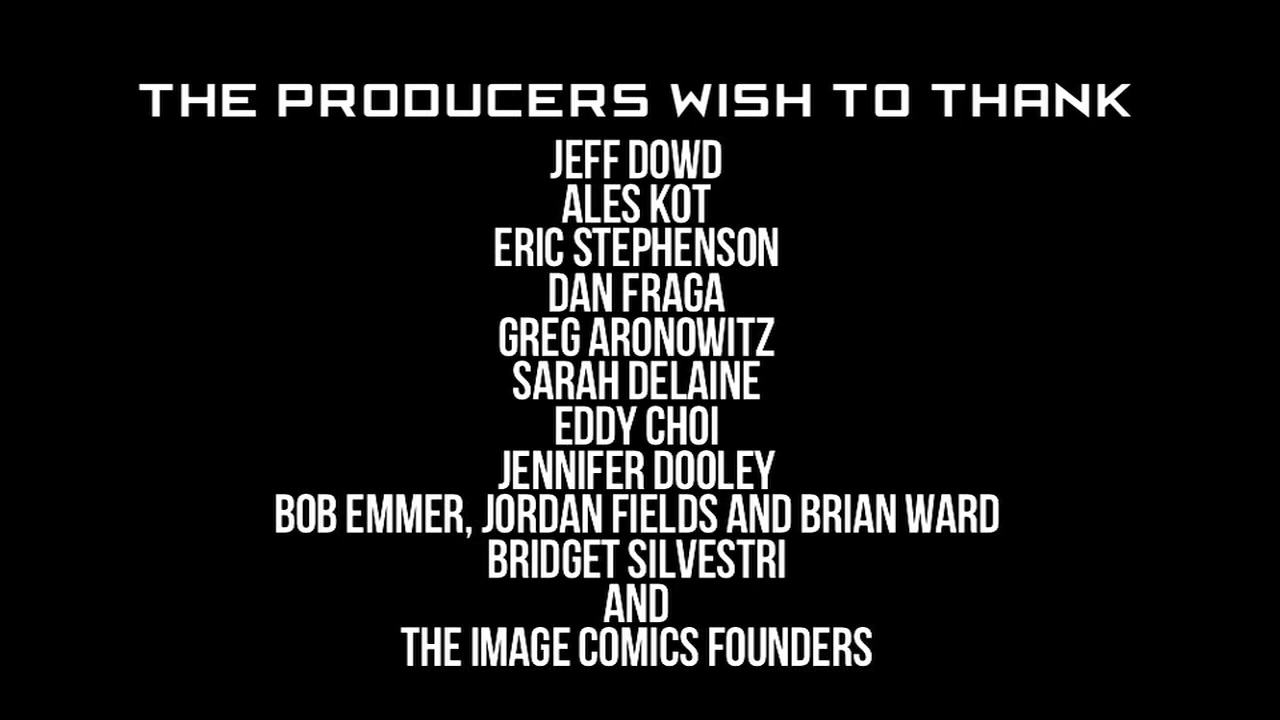 THE PRODUCERS WISH TO THANK
JEFF DOWD
ALES KOT
ERIC STEPHENSON
DAN FRAGA
GREG ARONOWITZ
SARAH DELAINE
EDDY CHOI
JENNIFER DOOLEY
BOB EMMER, JORDAN FIELDS AND BRIAN WARD
BRIDGET SILVESTRI
AND
THE IMAGE COMICS FOUNDERS